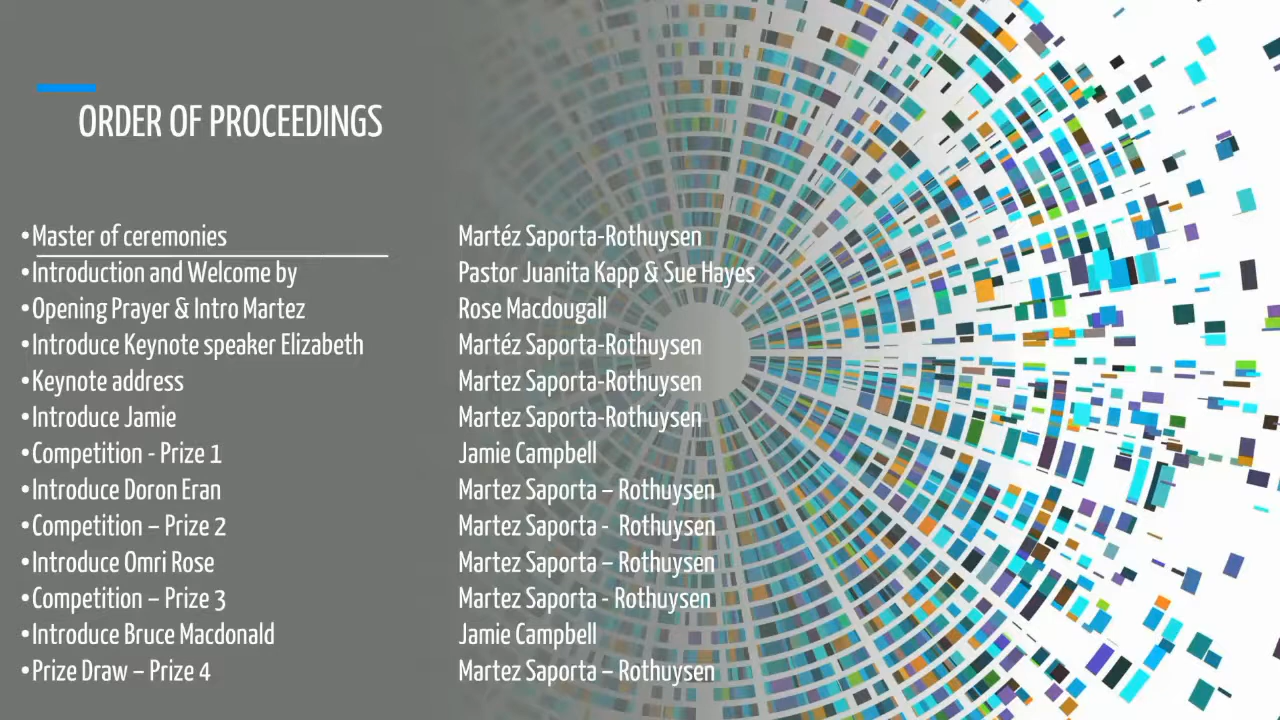 ORDER OF PROCEEDINGS
•Master of ceremonies Martéz Saporta-Rothuysen
•Introduction and Welcome by Pastor Juanita Kapp & Sue Hayes
•Opening Prayer & Intro Martez Rose Macdougall
•Introduce Keynote speaker Elizabeth Martéz Saporta-Rothuysen
•Keynote address Martez Saporta-Rothuysen
•Introduce Jamie Martez Saporta-Rothuysen
•Competition - Prize 1 Jamie Campbell
•Introduce Doron Eran Martez Saporta – Rothuysen
•Competition – Prize 2 Martez Saporta - Rothuysen
•Introduce Omri Rose Martez Saporta – Rothuysen
•Competition – Prize 3 Martez Saporta - Rothuysen
•Introduce Bruce Macdonald Jamie Campbell
•Prize Draw – Prize 4 Martez Saporta – Rothuysen